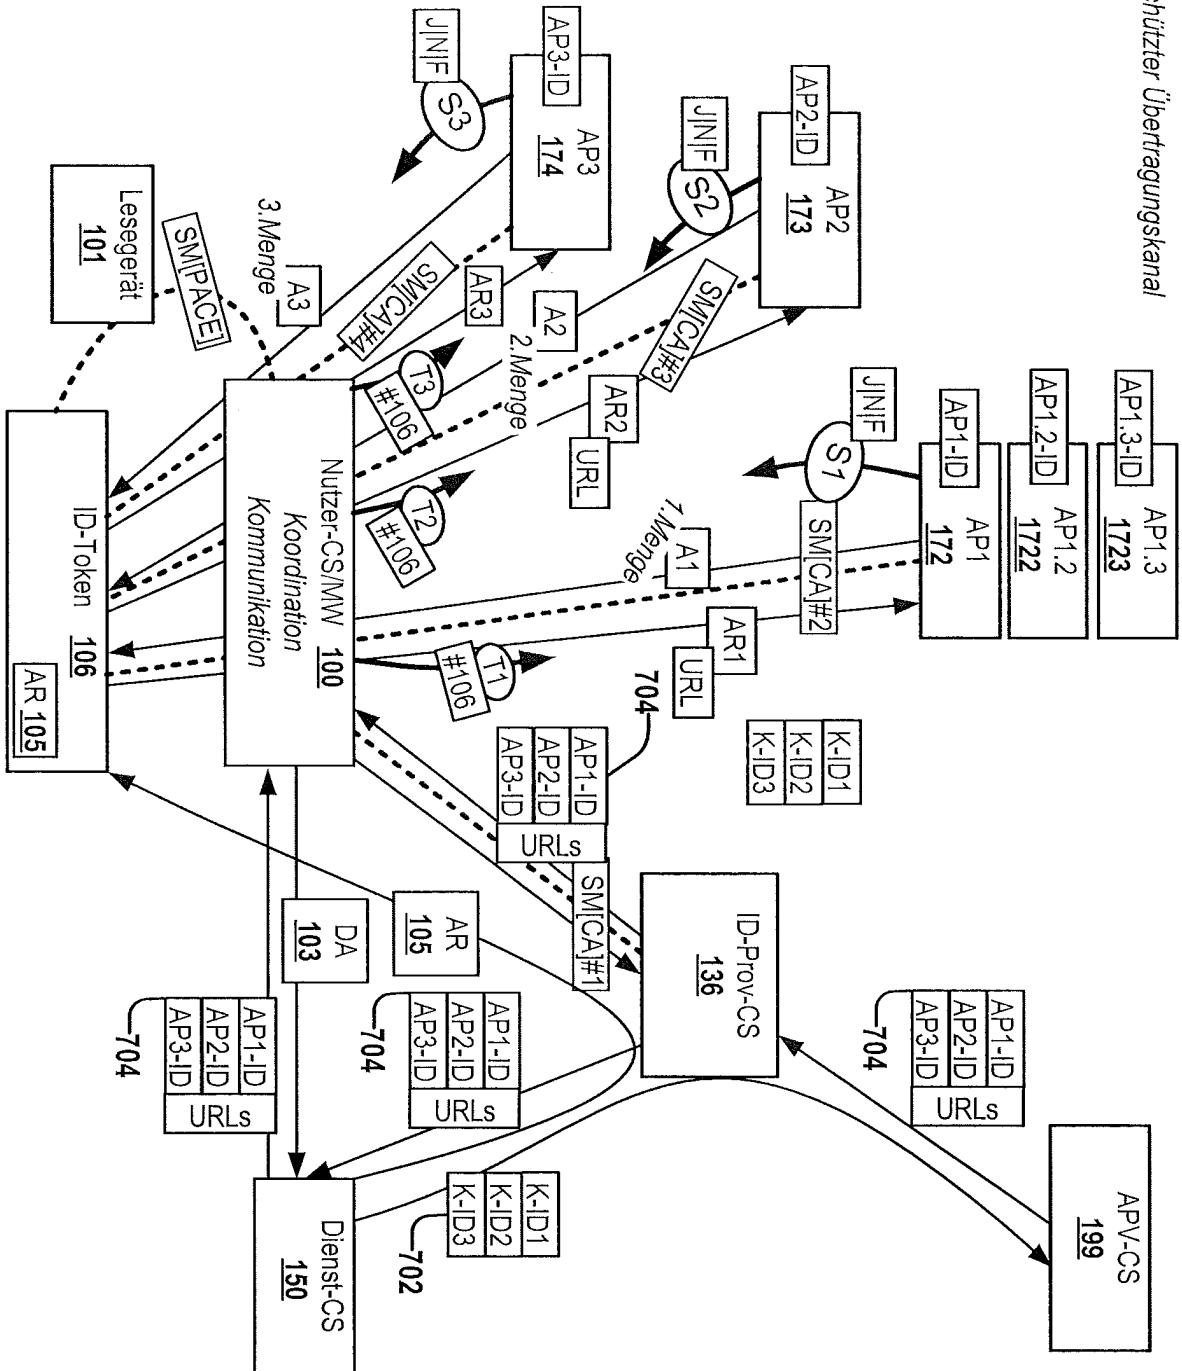 hützter Übertragungskanal
AP1.3-ID
AP1.3
1723
AP1.2-ID
AP1.2
1722
AP1-ID
AP1
172
J|N|F
S1
SM[CA]#2
AP2-ID
AP2
173
J|N|F
S2
SM[CA]#3
AP3-ID
AP3
174
J|N|F
S3
SM[CA]#4
APV-CS
199
AP1-ID
AP2-ID
AP3-ID
URLs
704
K-ID1
K-ID2
K-ID3
ID-Prov-CS
136
A1
1.Menge
AR1
URL
AR2
URL
A2
2.Menge
AR3
A3
3.Menge
704
AP1-ID
AP2-ID
AP3-ID
URLs
SM[CA]#1
T1
#106
T2
#106
T3
#106
K-ID1
K-ID2
K-ID3
702
AP1-ID
AP2-ID
AP3-ID
URLs
704
AR
105
Nutzer-CS/MW
Koordination
100
Kommunikation
DA
103
Dienst-CS
150
AP1-ID
AP2-ID
AP3-ID
URLs
704
SM[PACE]
Lesegerät
101
ID-Token
106
AR 105